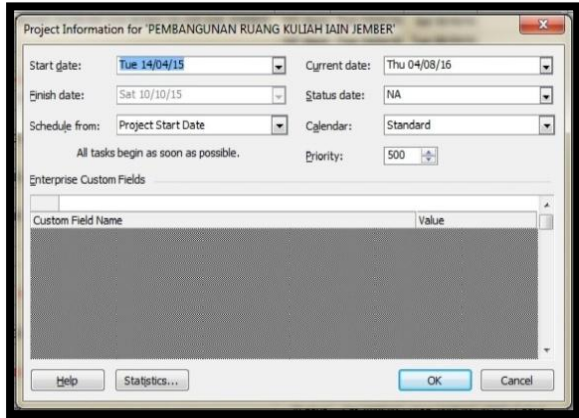 Project Information for 'PEMBANGUNAN RUANG KULIAH IAIN JEMBER'
Start date: Tue 14/04/15 Current date: Thu 04/08/16
Finish date: Sat 10/10/15 Status date: NA
Schedule from: Project Start Date Calendar: Standard
All tasks begin as soon as possible. Priority: 500
Enterprise Custom Fields
Custom Field Name Value
Help Statistics... OK Cancel